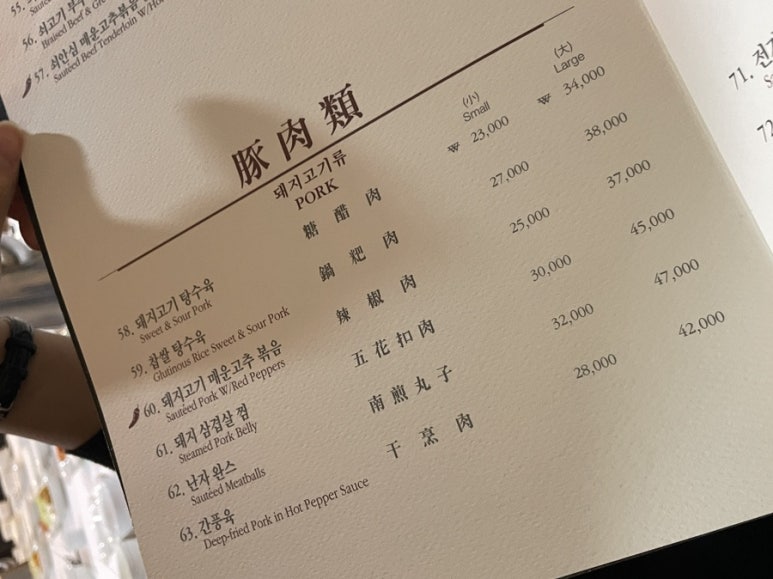 55.
56. 쇠고기
Braised Beef &
57. 쇠안심 매운고추볶음
Sautéed Beef Tenderloin W/Ho
豚肉類
돼지고기류
PORK
(小) (大)
Small Large
58. 돼지고기 탕수육 糖醋肉 ₩ 23,000 ₩ 34,000
Sweet & Sour Pork
59. 찹쌀 탕수육 鍋粑肉 27,000 38,000
Glutinous Rice Sweet & Sour Pork
60. 돼지고기 매운고추 볶음 辣椒肉 25,000 37,000
Sautéed Pork W/Red Peppers
61. 돼지 삼겹살 찜 五花扣肉 30,000 45,000
Steamed Pork Belly
62. 난자완스 南煎丸子 32,000 47,000
Sautéed Meatballs
63. 간풍육 干烹肉 28,000 42,000
Deep-fried Pork in Hot Pepper Sauce
71.
72